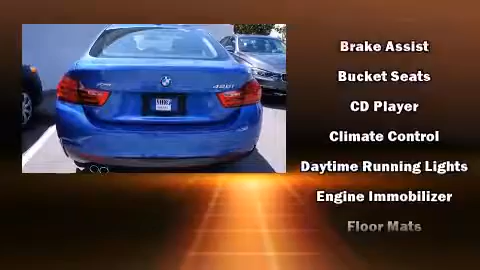 Brake Assist
Bucket Seats
CD Player
Climate Control
Daytime Running Lights
Engine Immobilizer
Floor Mats